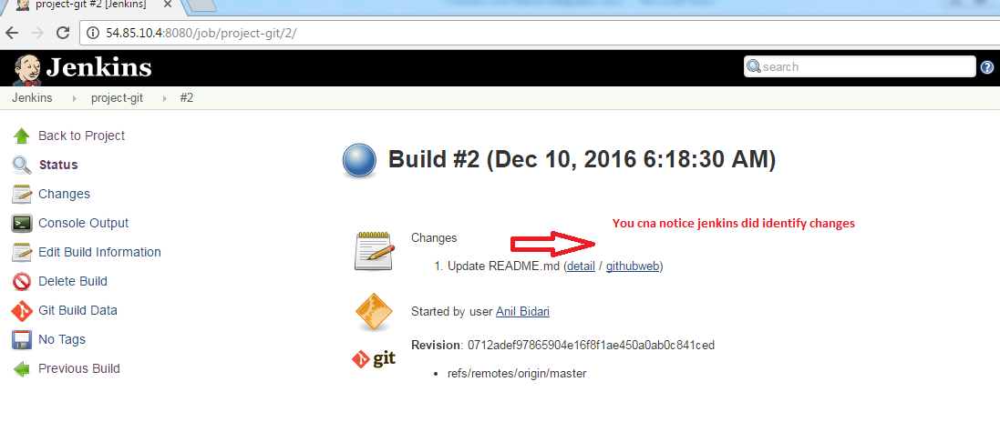 project-git #2 [Jenkins]
54.85.10.4:8080/job/project-git/2/
Jenkins
search
Jenkins
project-git
#2
Back to Project
Status
Changes
Console Output
Edit Build Information
Delete Build
Git Build Data
No Tags
Previous Build
Build #2 (Dec 10, 2016 6:18:30 AM)
You cna notice jenkins did identify changes
Changes
1. Update README.md (detail / githubweb)
Started by user Anil Bidari
git
Revision: 0712adef97865904e16f8f1ae450a0ab0c841ced
• refs/remotes/origin/master